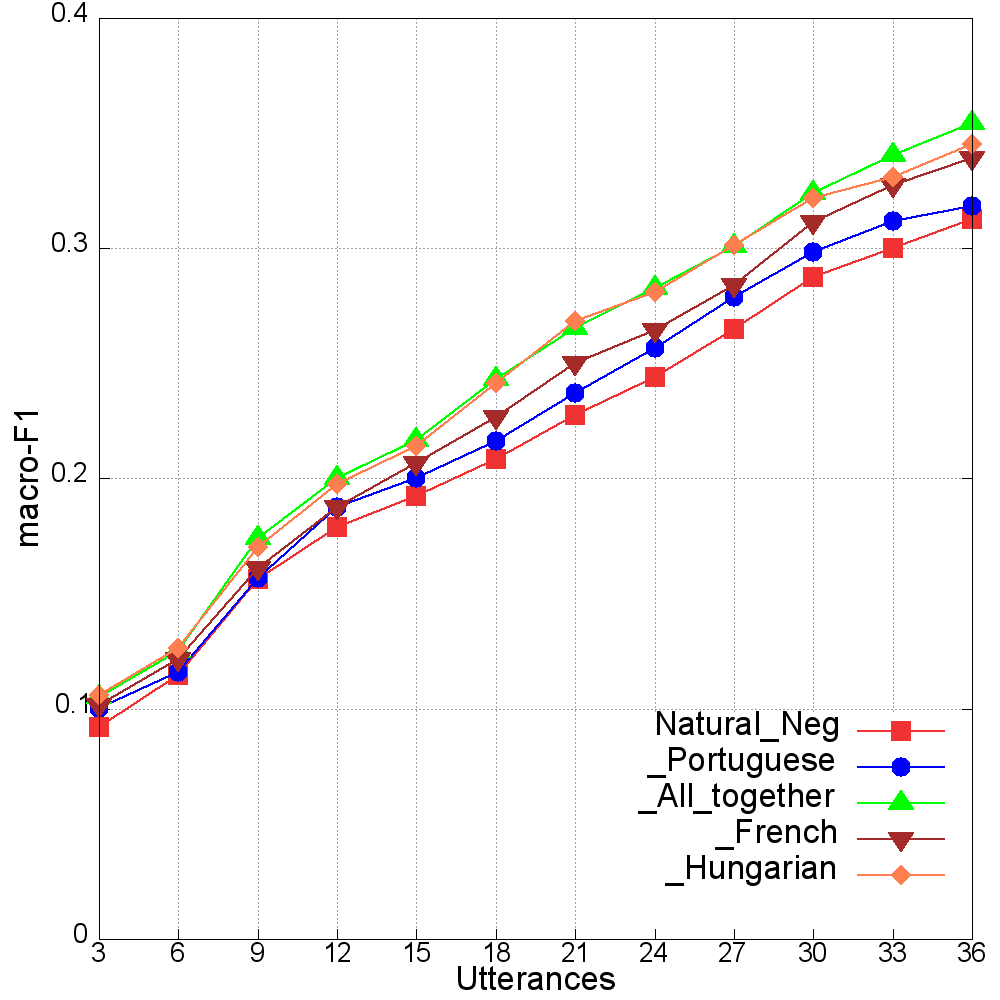 0.4
0.3
0.2
0.1
0
macro-F1
Natural_Neg
_Portuguese
_All_together
_French
_Hungarian
3 6 9 12 15 18 21 24 27 30 33 36
Utterances